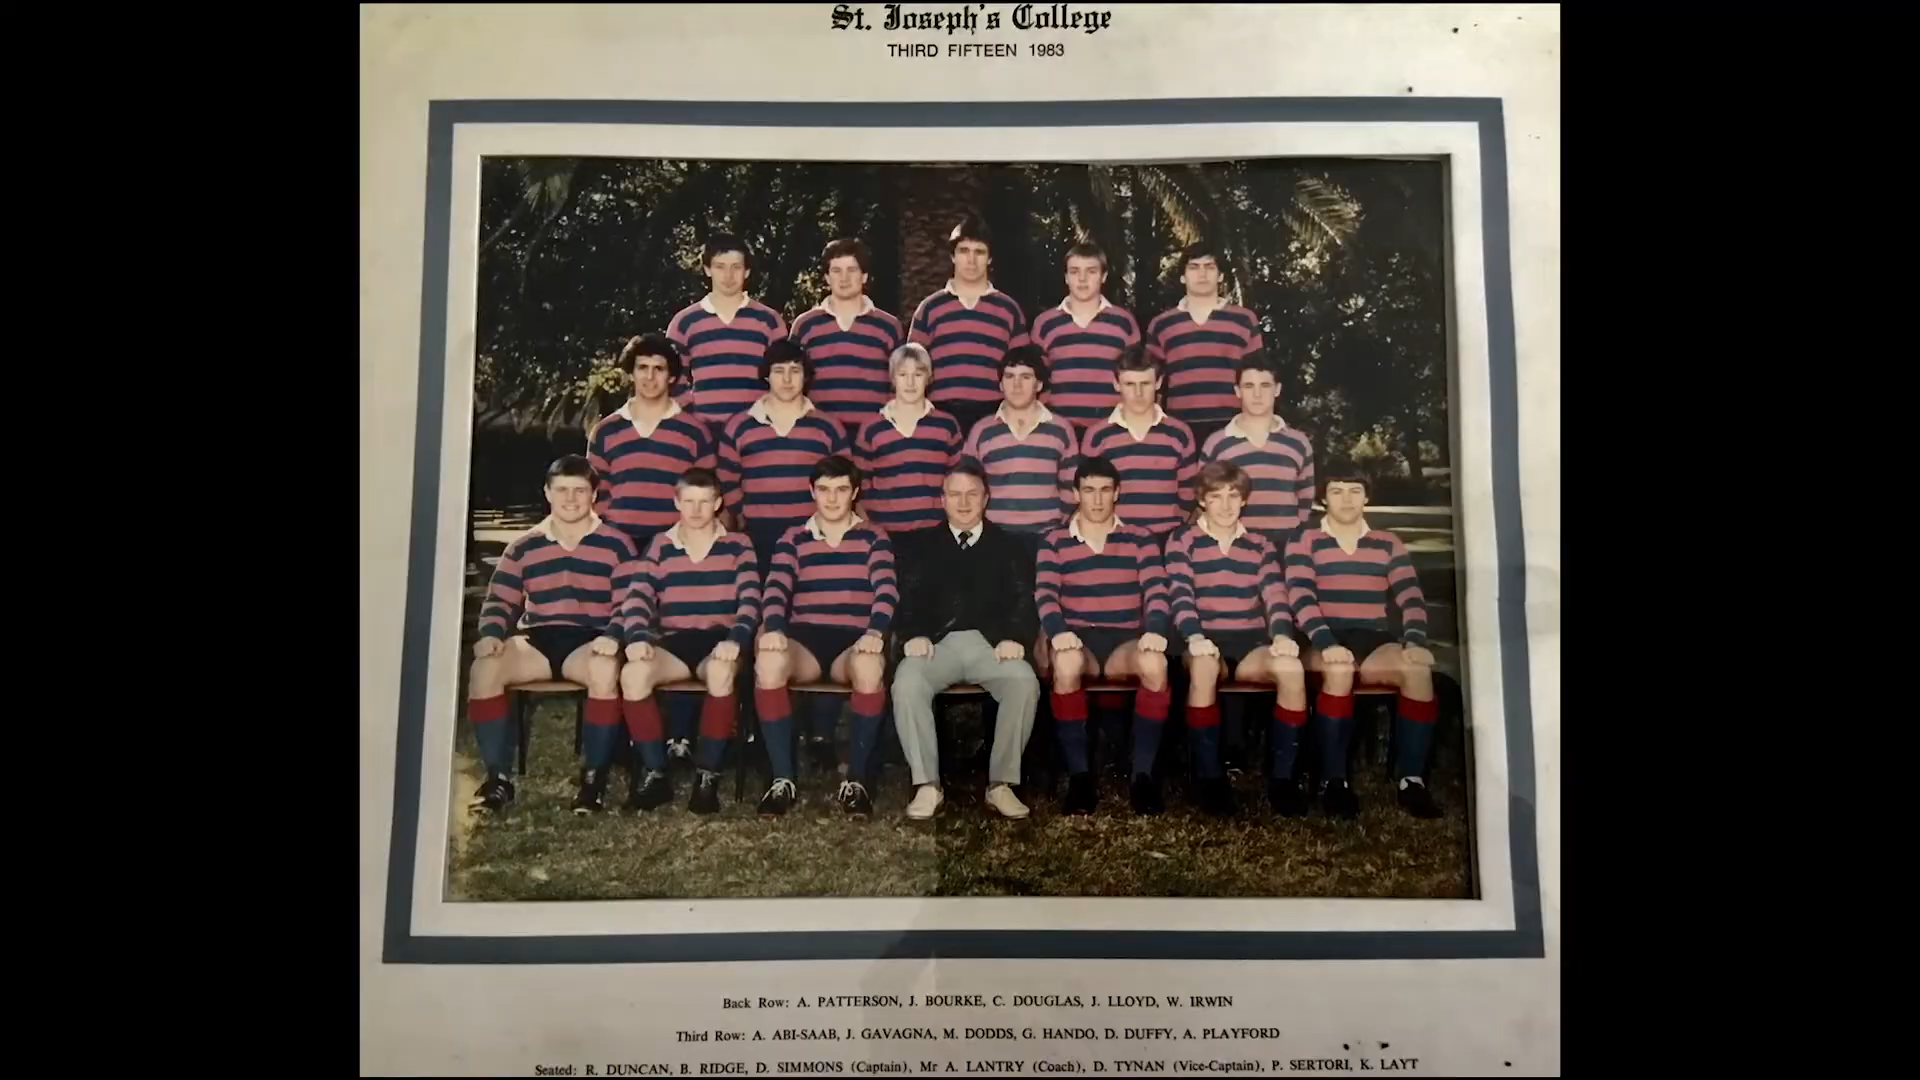 St. Joseph's College
THIRD FIFTEEN 1983
Back Row: A. PATTERSON, J. BOURKE, C. DOUGLAS, J. LLOYD, W. IRWIN
Third Row: A. ABI-SAAB, J. GAVAGNA, M. DODDS, G. HANDO, D. DUFFY, A. PLAYFORD
Seated: R. DUNCAN, B. RIDGE, D. SIMMONS (Captain), Mr A. LANTRY (Coach), D. TYNAN (Vice-Captain), P. SERTORI, K. LAYT